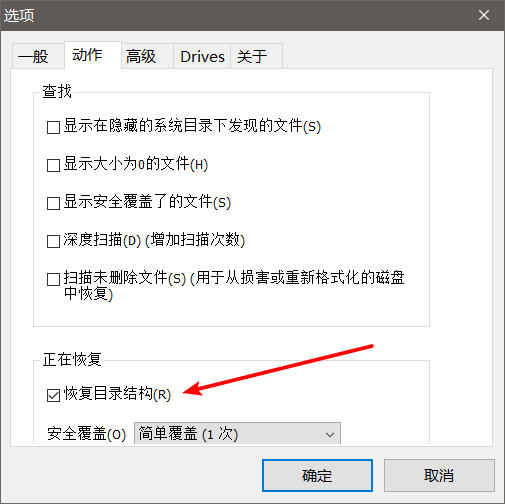 选项
一般 动作 高级 Drives 关于
查找
显示在隐藏的系统目录下发现的文件(S)
显示大小为0的文件(H)
显示安全覆盖了的文件(S)
深度扫描(D) (增加扫描次数)
扫描未删除文件(S) (用于从损害或重新格式化的磁盘
中恢复)
正在恢复
恢复目录结构(R)
安全覆盖(O) 简单覆盖 (1 次)
确定 取消